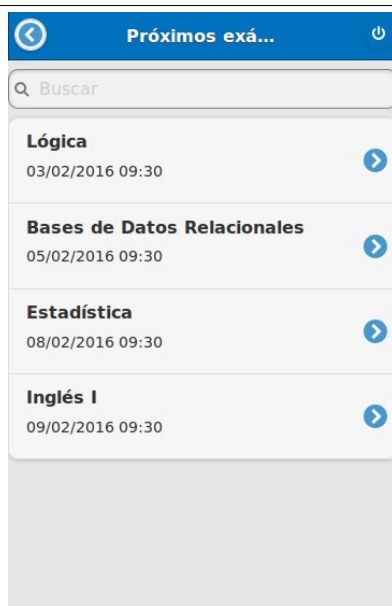 Próximos exá...
Buscar
Lógica
03/02/2016 09:30
Bases de Datos Relacionales
05/02/2016 09:30
Estadística
08/02/2016 09:30
Inglés I
09/02/2016 09:30